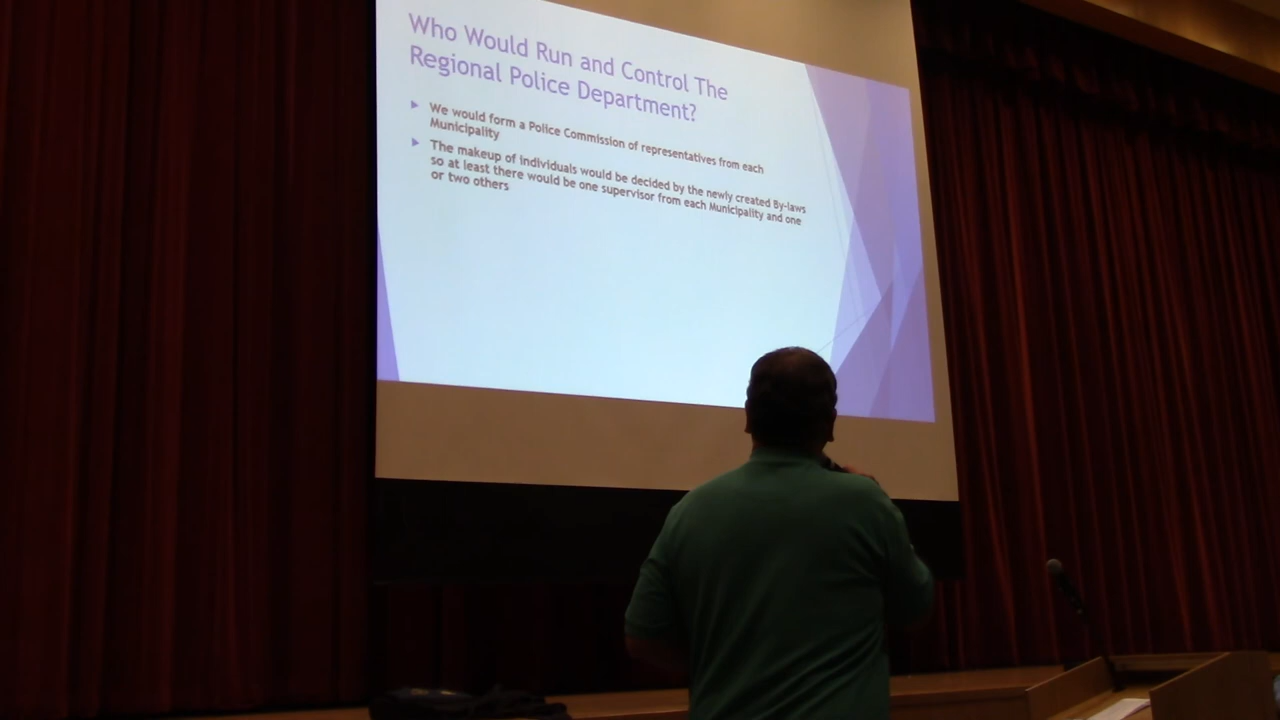 Who Would Run and Control The
Regional Police Department?
We would form a Police Commission of representatives from each
Municipality
The makeup of individuals would be decided by the newly created By-laws
so at least there would be one supervisor from each Municipality and one
or two others